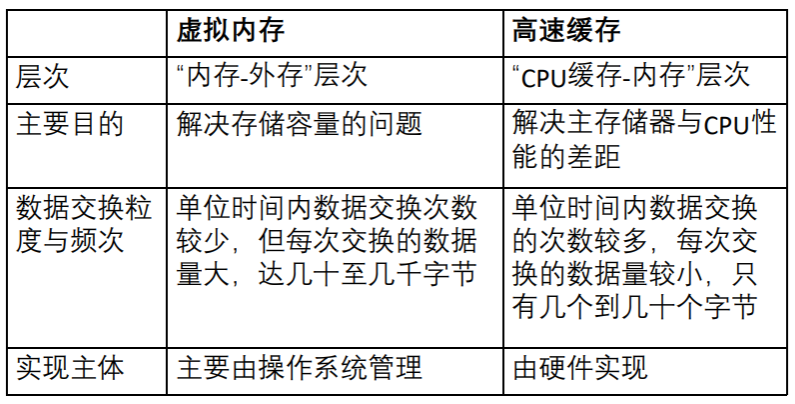 虚拟内存 高速缓存
层次 “内存-外存”层次 “CPU缓存-内存”层次
主要目的 解决存储容量的问题 解决主存储器与CPU性
能的差距
数据交换粒 单位时间内数据交换次数 单位时间内数据交换
度与频次 较少，但每次交换的数据 的次数较多，每次交
量大，达几十至几千字节 换的数据量较小，只
有几个到几十个字节
实现主体 主要由操作系统管理 由硬件实现